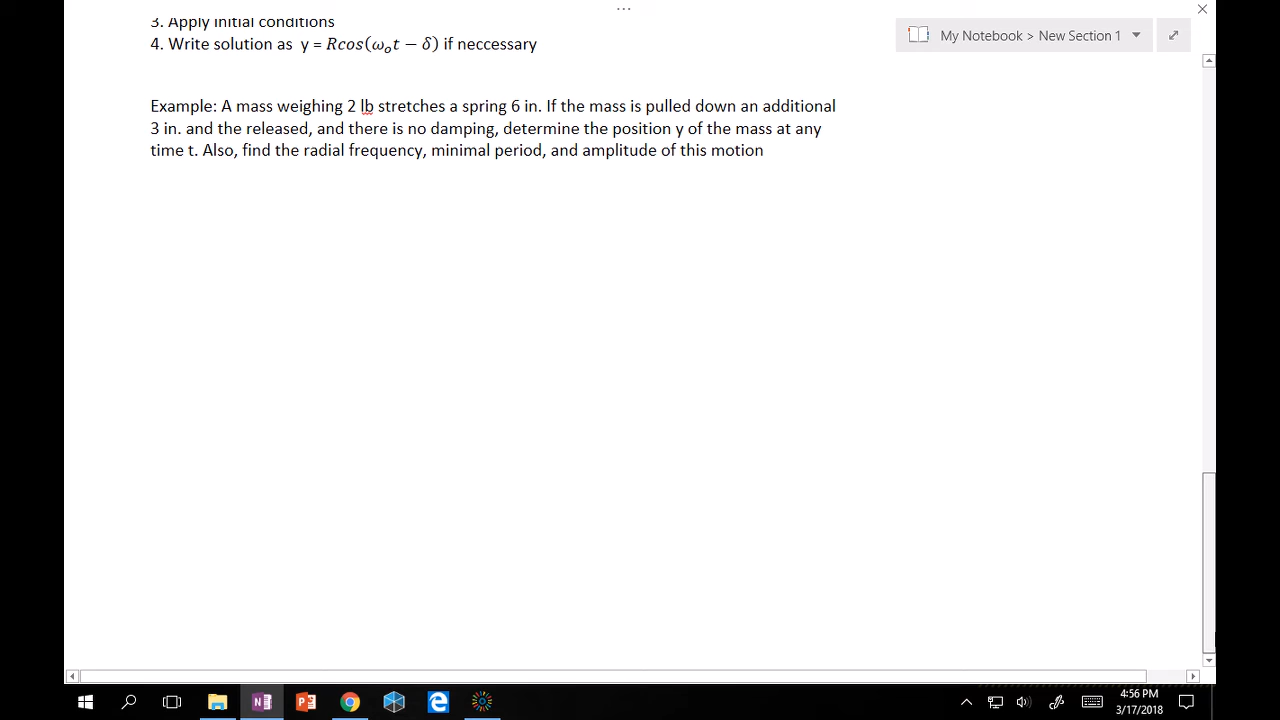 ...
3. Apply initial conditions
4. Write solution as y = Rcos(ω₀t − δ) if neccessary
My Notebook > New Section 1
Example: A mass weighing 2 lb stretches a spring 6 in. If the mass is pulled down an additional
3 in. and the released, and there is no damping, determine the position y of the mass at any
time t. Also, find the radial frequency, minimal period, and amplitude of this motion
4:56 PM
3/17/2018